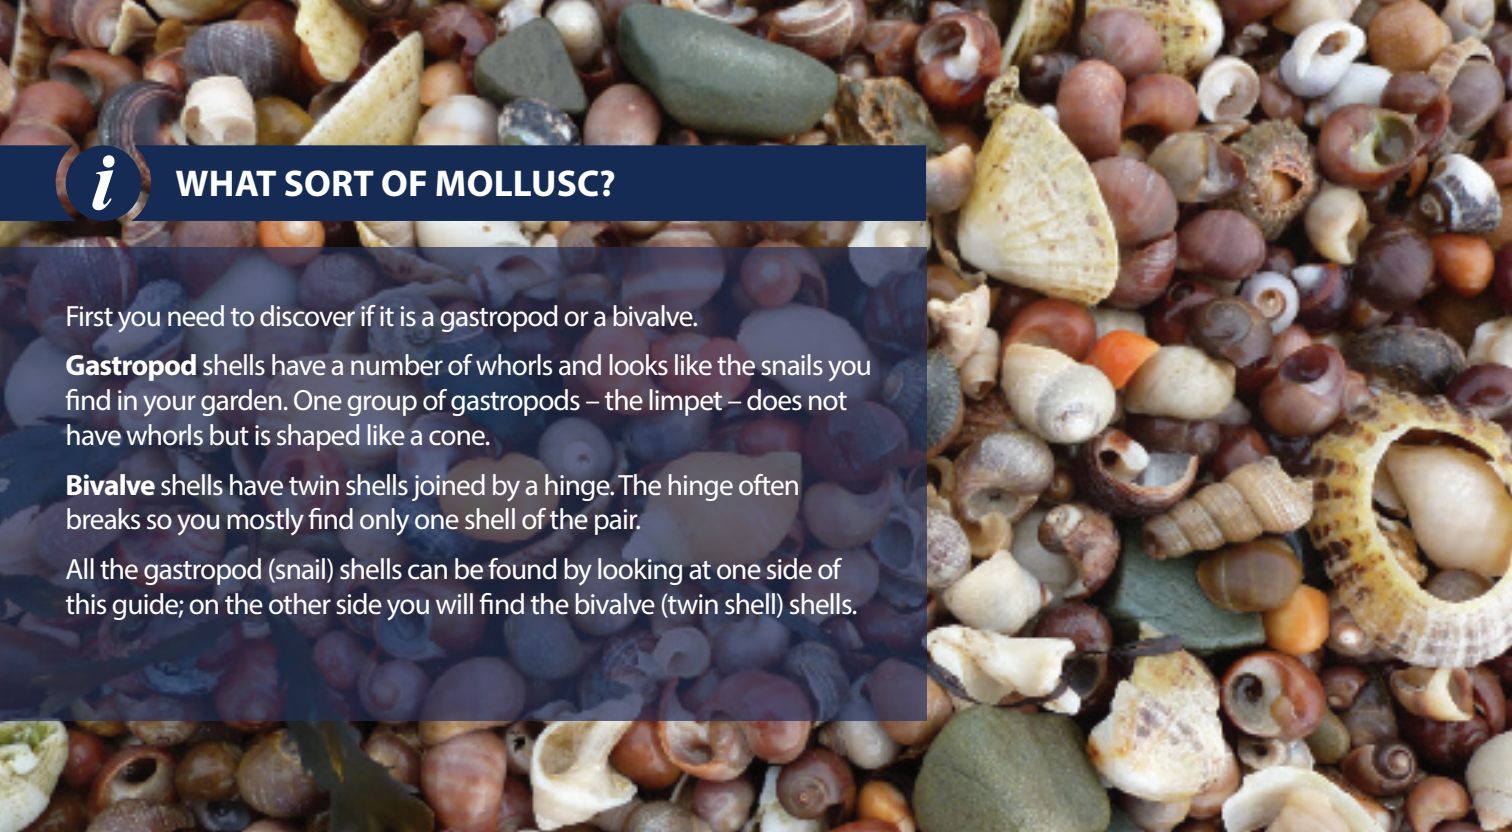 i WHAT SORT OF MOLLUSC?
First you need to discover if it is a gastropod or a bivalve.
Gastropod shells have a number of whorls and looks like the snails you
find in your garden. One group of gastropods – the limpet – does not
have whorls but is shaped like a cone.
Bivalve shells have twin shells joined by a hinge. The hinge often
breaks so you mostly find only one shell of the pair.
All the gastropod (snail) shells can be found by looking at one side of
this guide; on the other side you will find the bivalve (twin shell) shells.